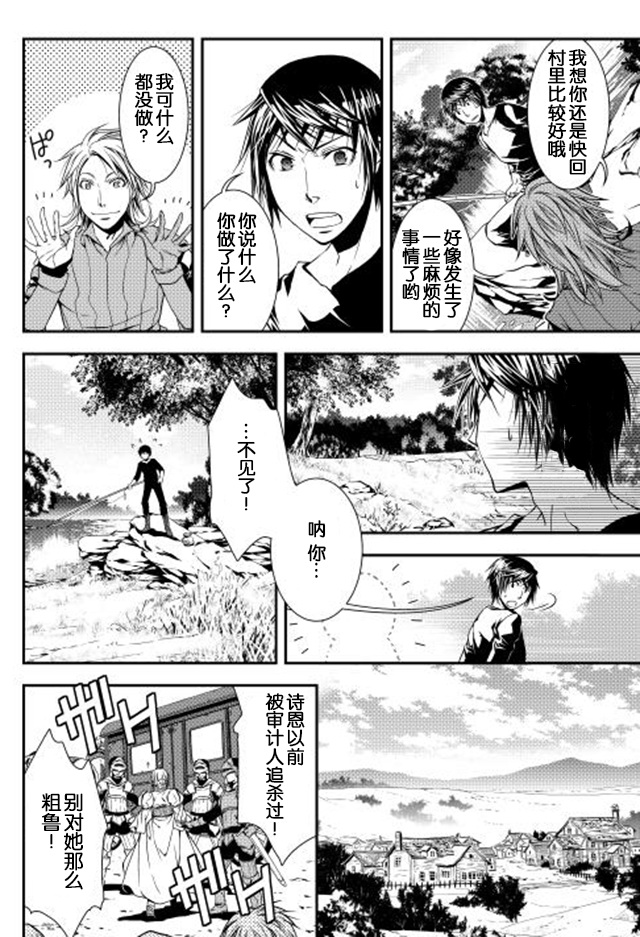 我想你还是快回
村里比较好哦
好像发生了
一些麻烦的
事情了哟
你说什么
你做了什么？
我可什么
都没做？
ぱっ
呐你…
…不见了！
诗恩以前
被审计人追杀过！
别对她那么
粗鲁！